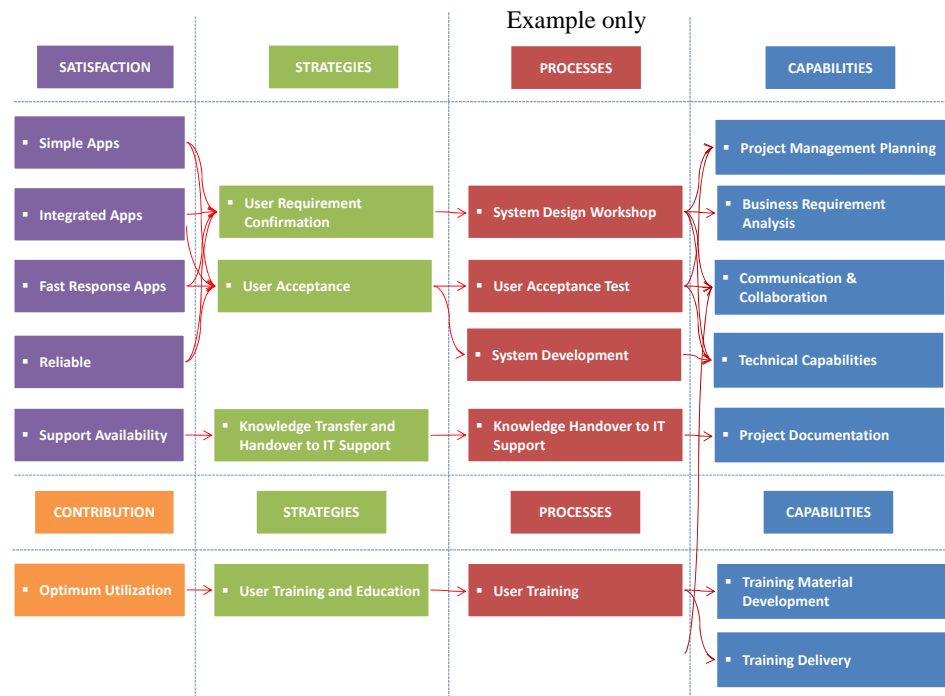 Example only
SATISFACTION
STRATEGIES
PROCESSES
CAPABILITIES
▪ Simple Apps
▪ Project Management Planning
▪ Integrated Apps
▪ User Requirement
Confirmation
▪ System Design Workshop
▪ Business Requirement
Analysis
▪ Fast Response Apps
▪ User Acceptance
▪ User Acceptance Test
▪ Communication &
Collaboration
▪ Reliable
▪ System Development
▪ Technical Capabilities
▪ Support Availability
▪ Knowledge Transfer and
Handover to IT Support
▪ Knowledge Handover to IT
Support
▪ Project Documentation
CONTRIBUTION
STRATEGIES
PROCESSES
CAPABILITIES
▪ Optimum Utilization
▪ User Training and Education
▪ User Training
▪ Training Material
Development
▪ Training Delivery